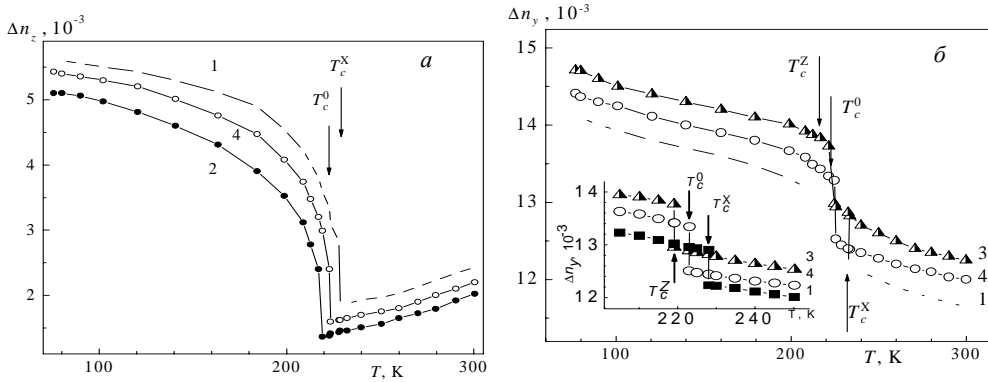 Δn_z , 10^-3
а
1
T_c^X
T_c^0
4
2
5
4
3
2
100
200
300
T, K
Δn_y , 10^-3
б
15
14
13
12
T_c^Z
T_c^0
3
4
1
T_c^X
100
150
200
250
300
T, K
Δn_y, 10^-3
14
13
12
T_c^0
T_c^X
T_c^Z
3
4
1
220
240
T, K